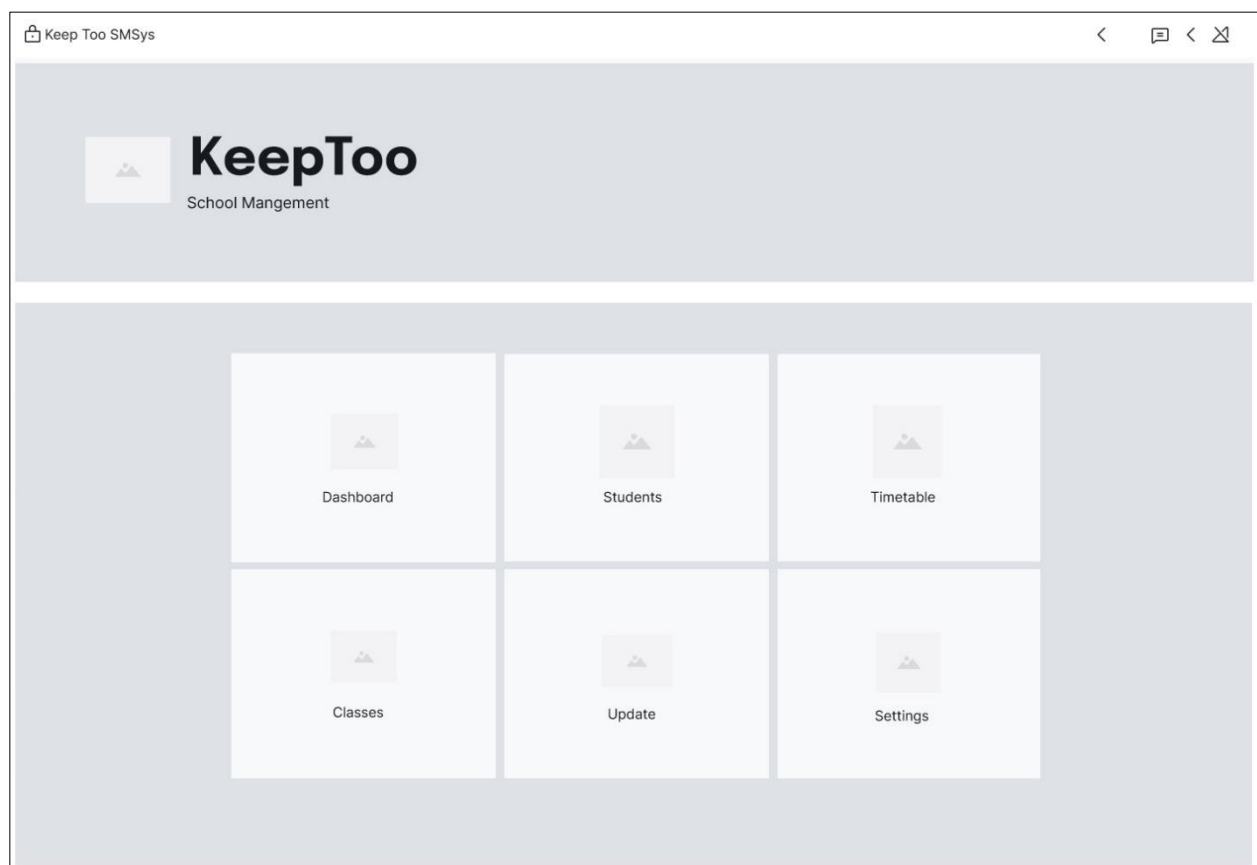 Keep Too SMSys
KeepToo
School Mangement
Dashboard
Students
Timetable
Classes
Update
Settings